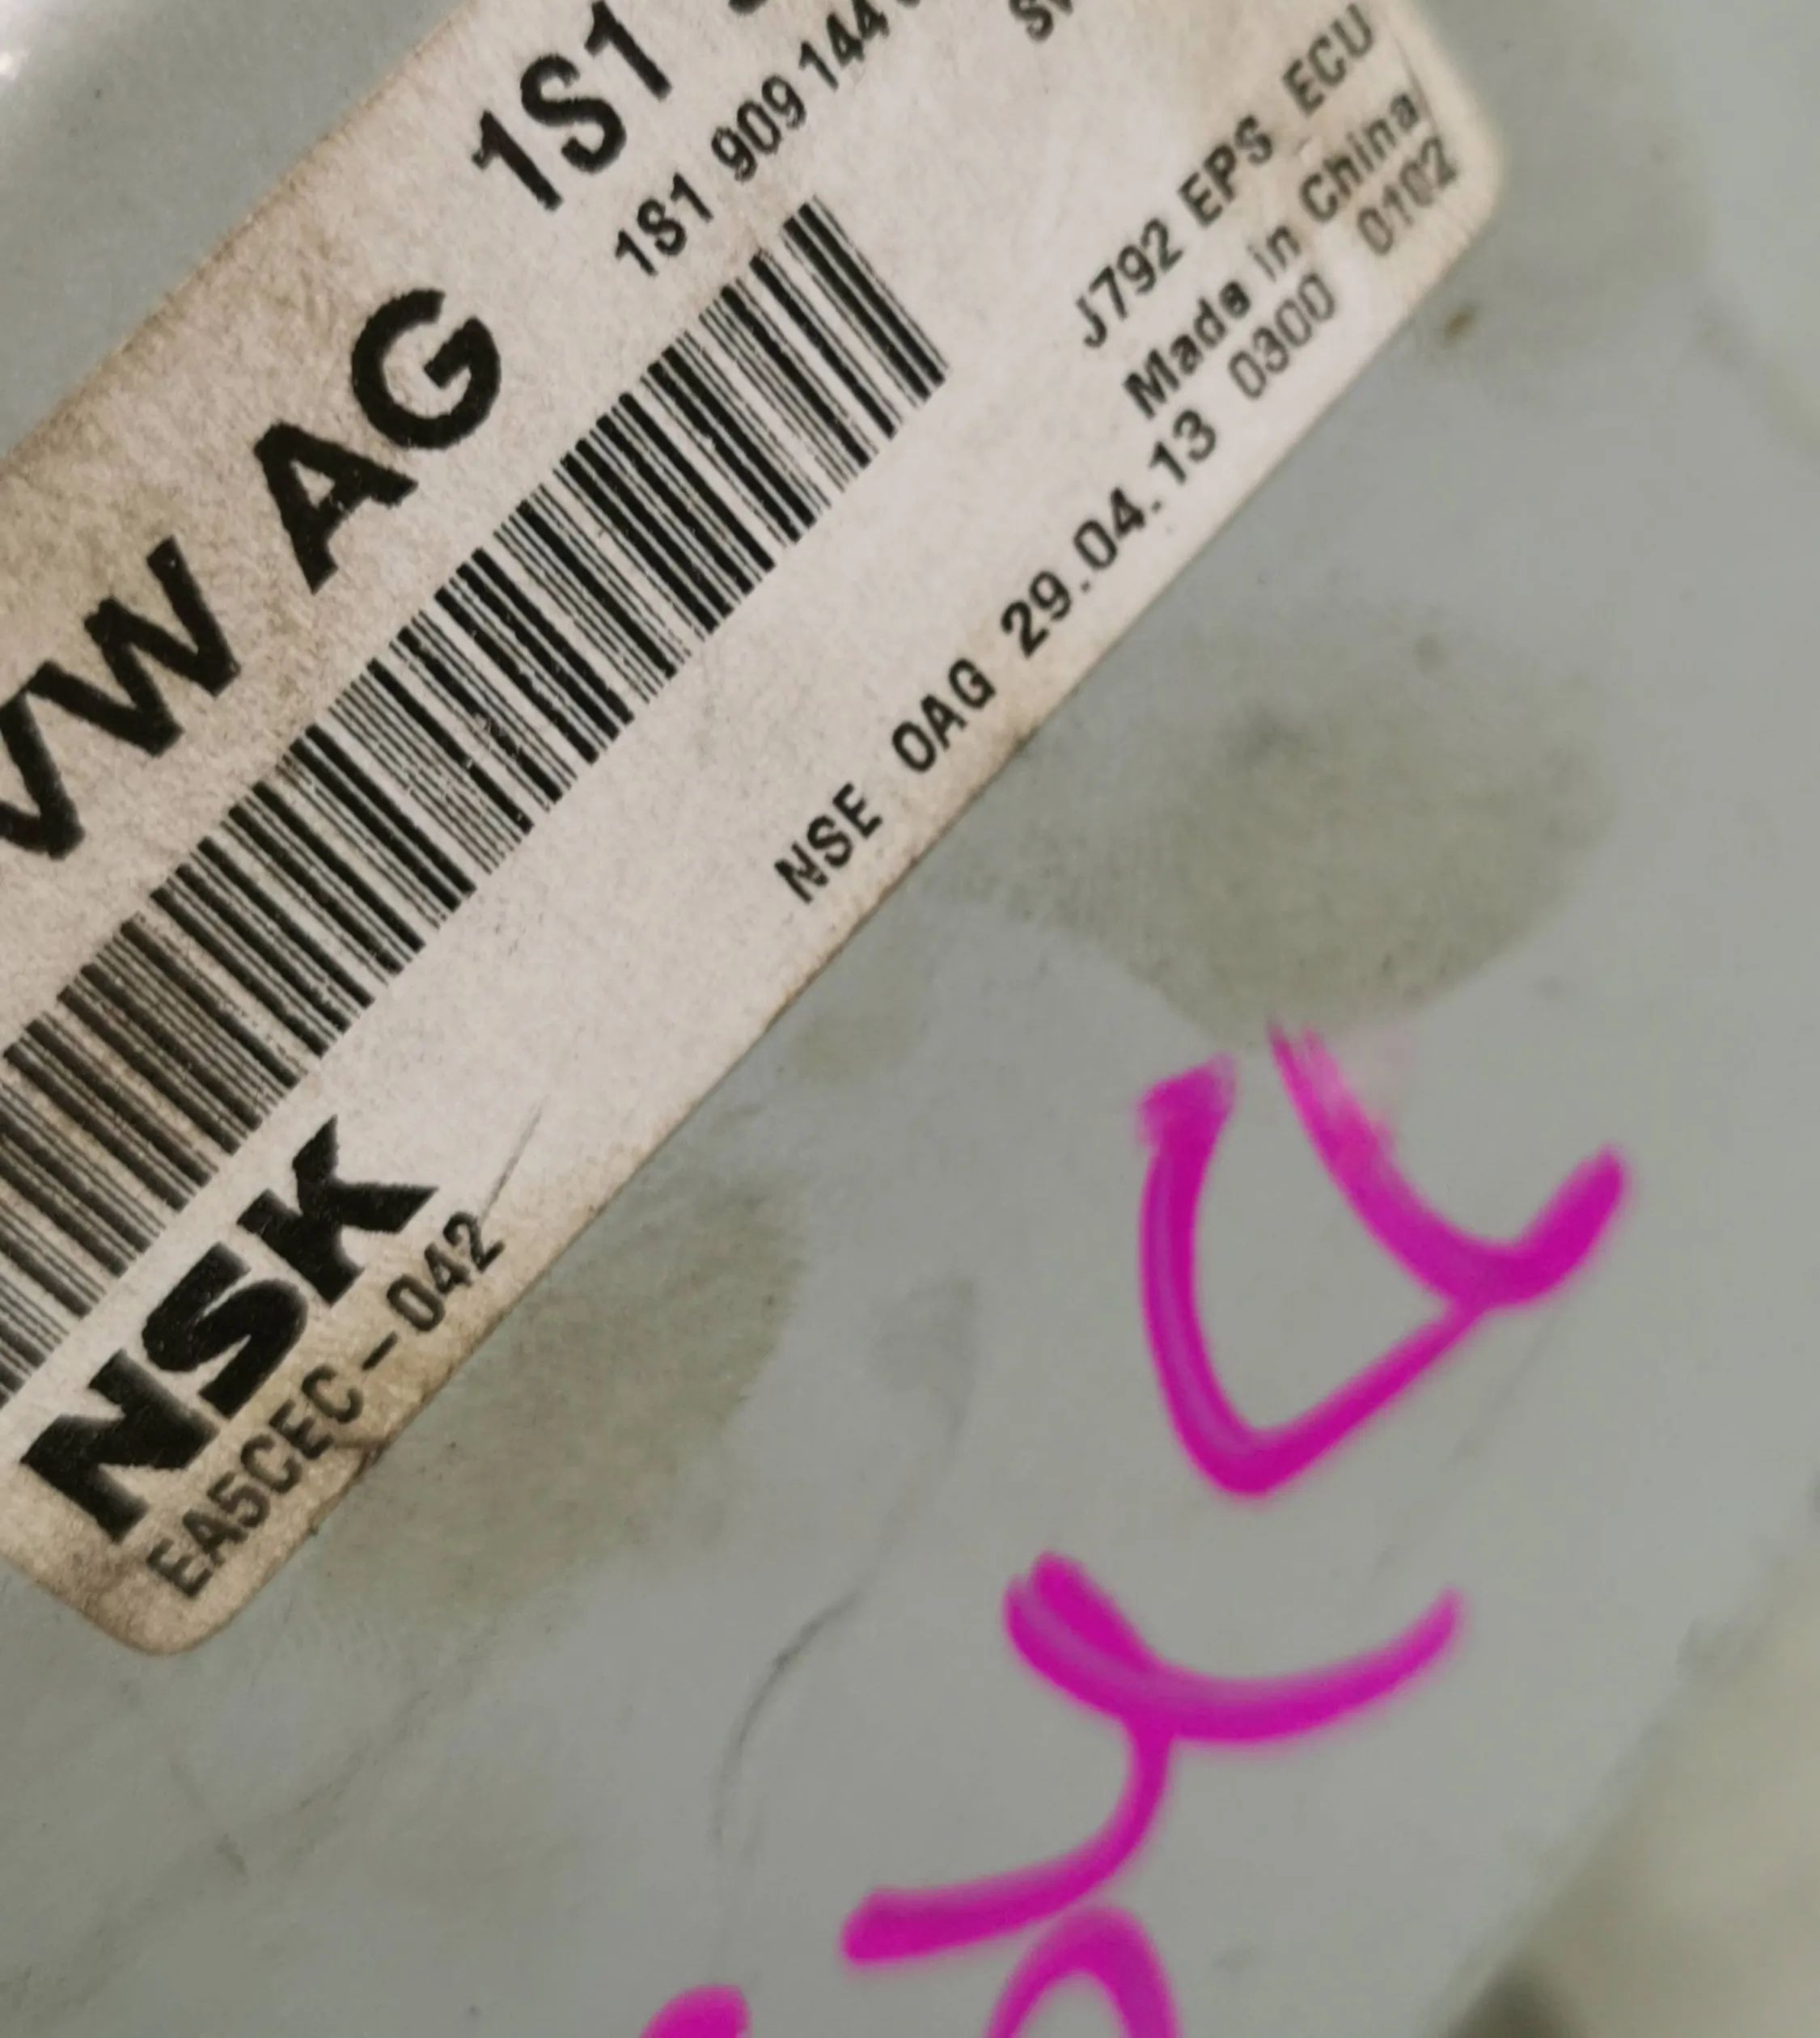 VW AG
1S1
1S1 909 144
J792 EPS ECU
Made in China
NSK
EA5CEC-042
NSE 0AG 29.04.13 0300 0102